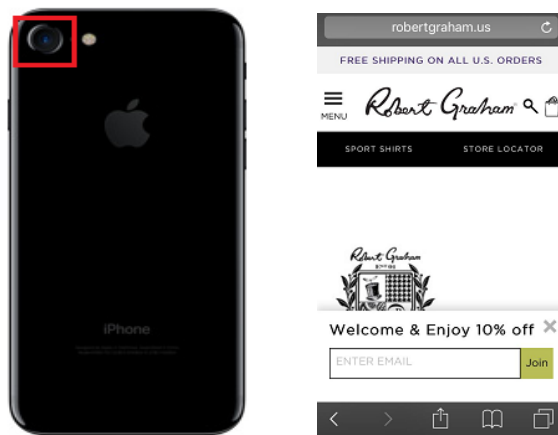 iPhone
robertgraham.us
FREE SHIPPING ON ALL U.S. ORDERS
MENU
Robert Graham
SPORT SHIRTS STORE LOCATOR
Robert Graham
Welcome & Enjoy 10% off
ENTER EMAIL Join